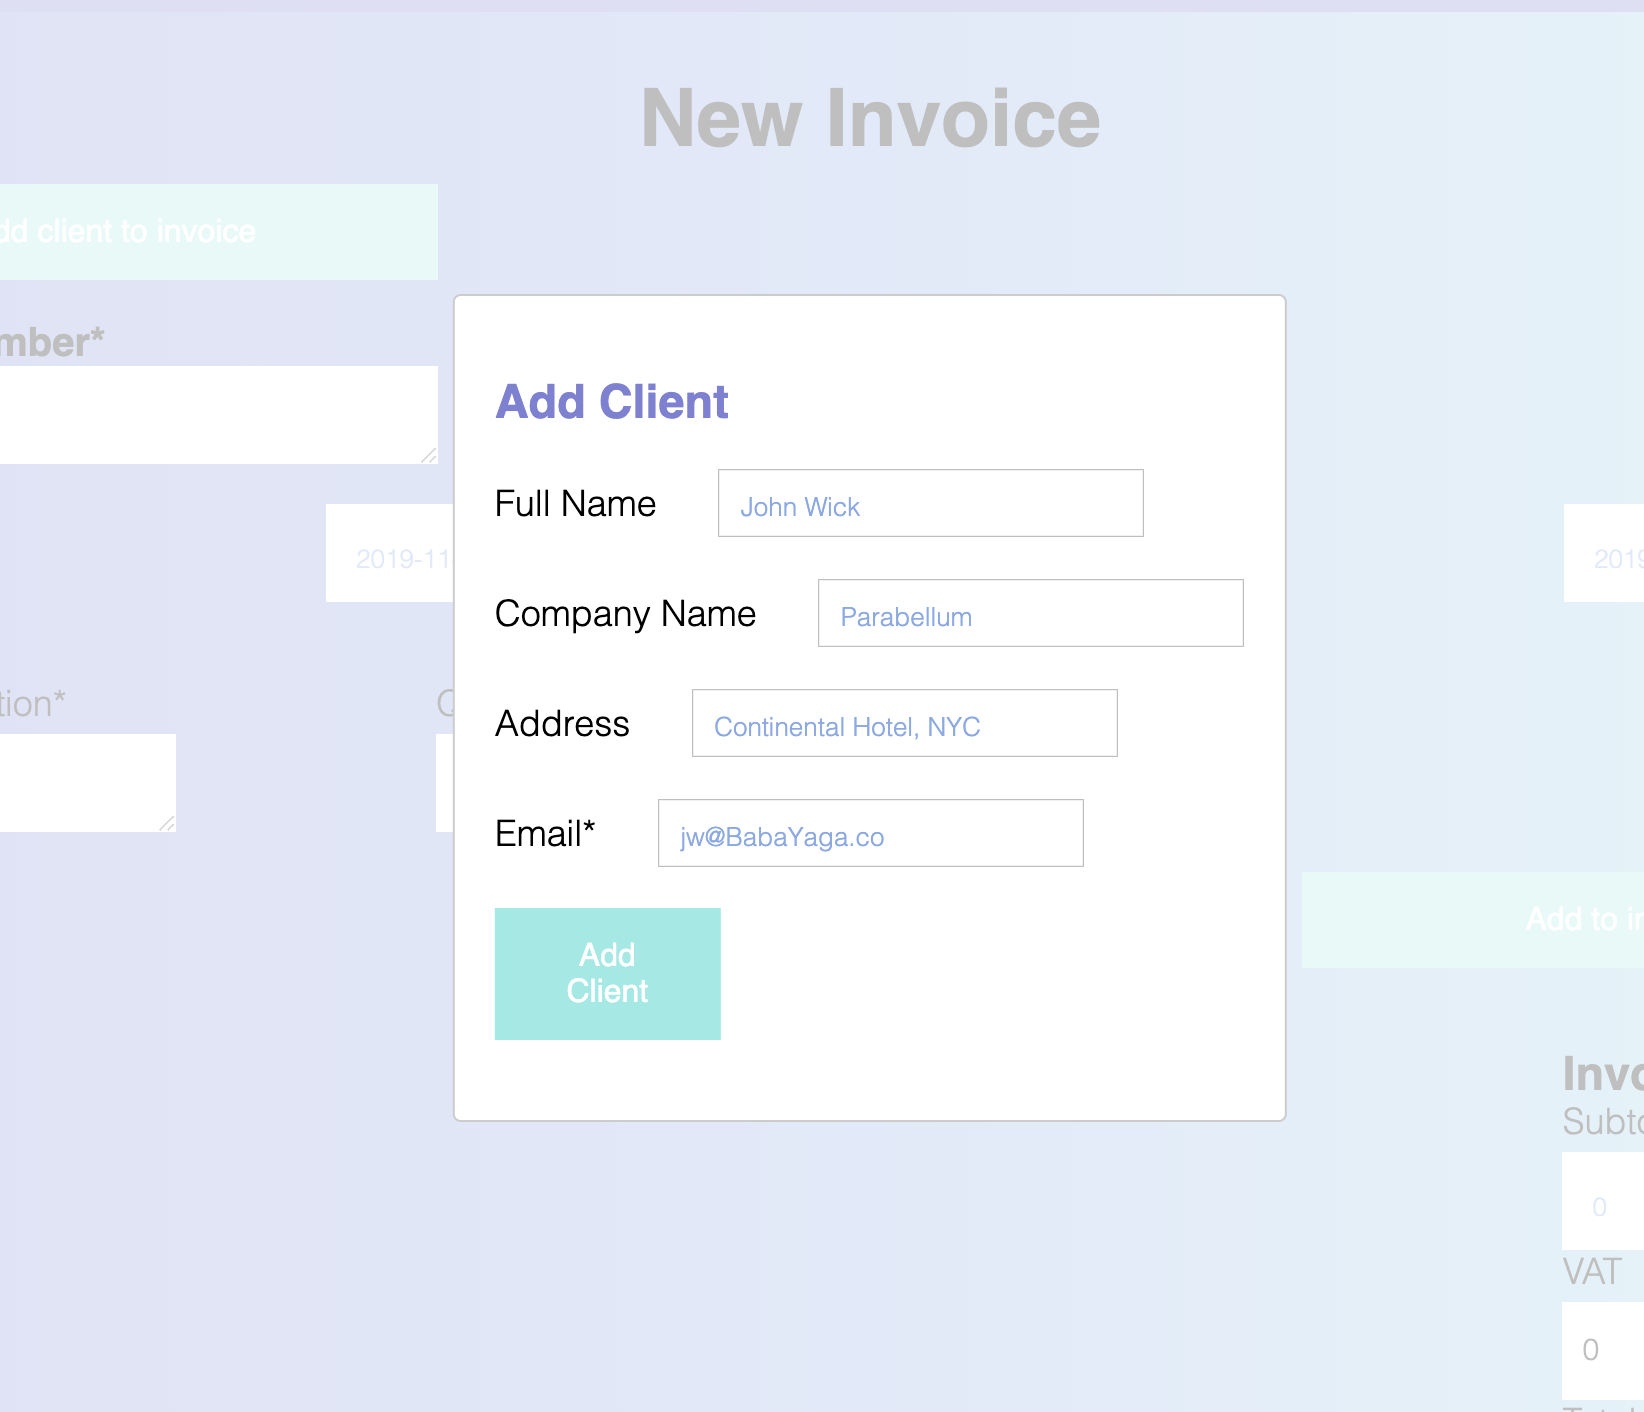 New Invoice
dd client to invoice
mber*
Add Client
Full Name John Wick
2019-11 2019
Company Name Parabellum
tion*
Address Continental Hotel, NYC
Email* jw@BabaYaga.co
Add to in
Add
Client
Invo
Subto
0
VAT
0